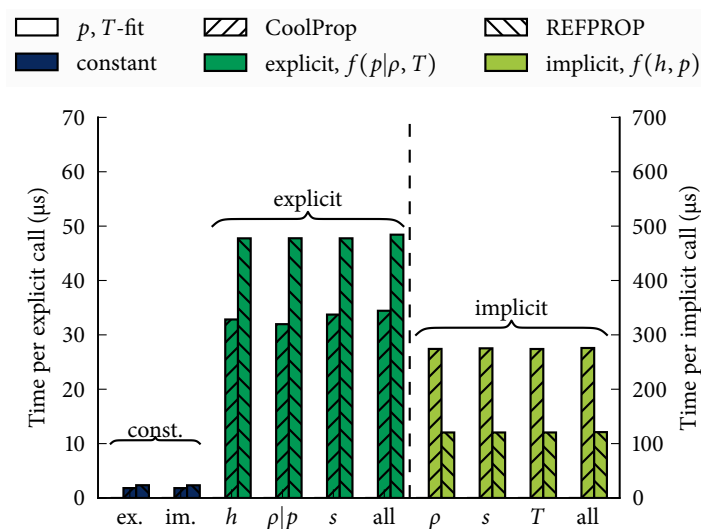 p, T-fit CoolProp REFPROP
constant explicit, f(p|ρ, T) implicit, f(h, p)
70 700
60 600
50 500
40 400
30 300
20 200
10 100
0 0
Time per explicit call (μs)
Time per implicit call (μs)
explicit
implicit
const.
ex. im. h ρ|p s all ρ s T all